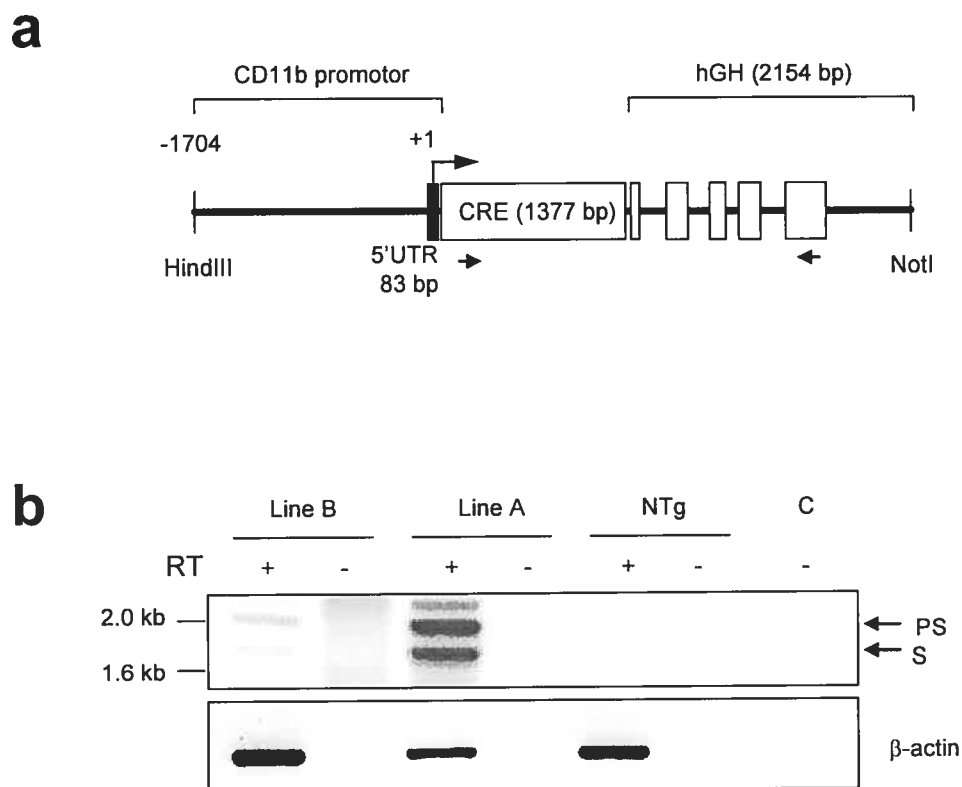 a
CD11b promotor
hGH (2154 bp)
-1704
+1
CRE (1377 bp)
5'UTR
83 bp
HindIII
NotI
b
Line B
Line A
NTg
C
RT + - + - + - -
2.0 kb
PS
S
1.6 kb
β-actin